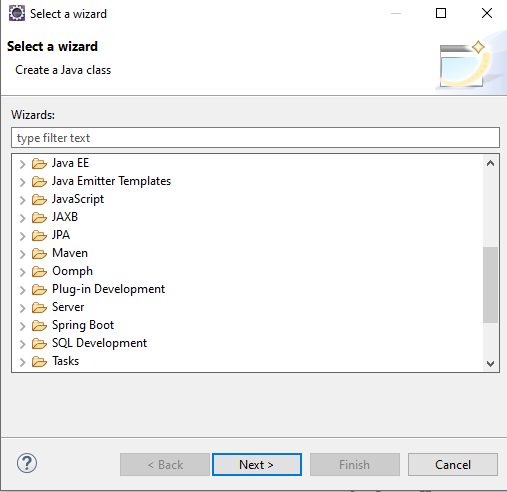 Select a wizard
Select a wizard
Create a Java class
Wizards:
type filter text
Java EE
Java Emitter Templates
JavaScript
JAXB
JPA
Maven
Oomph
Plug-in Development
Server
Spring Boot
SQL Development
Tasks
? < Back Next > Finish Cancel